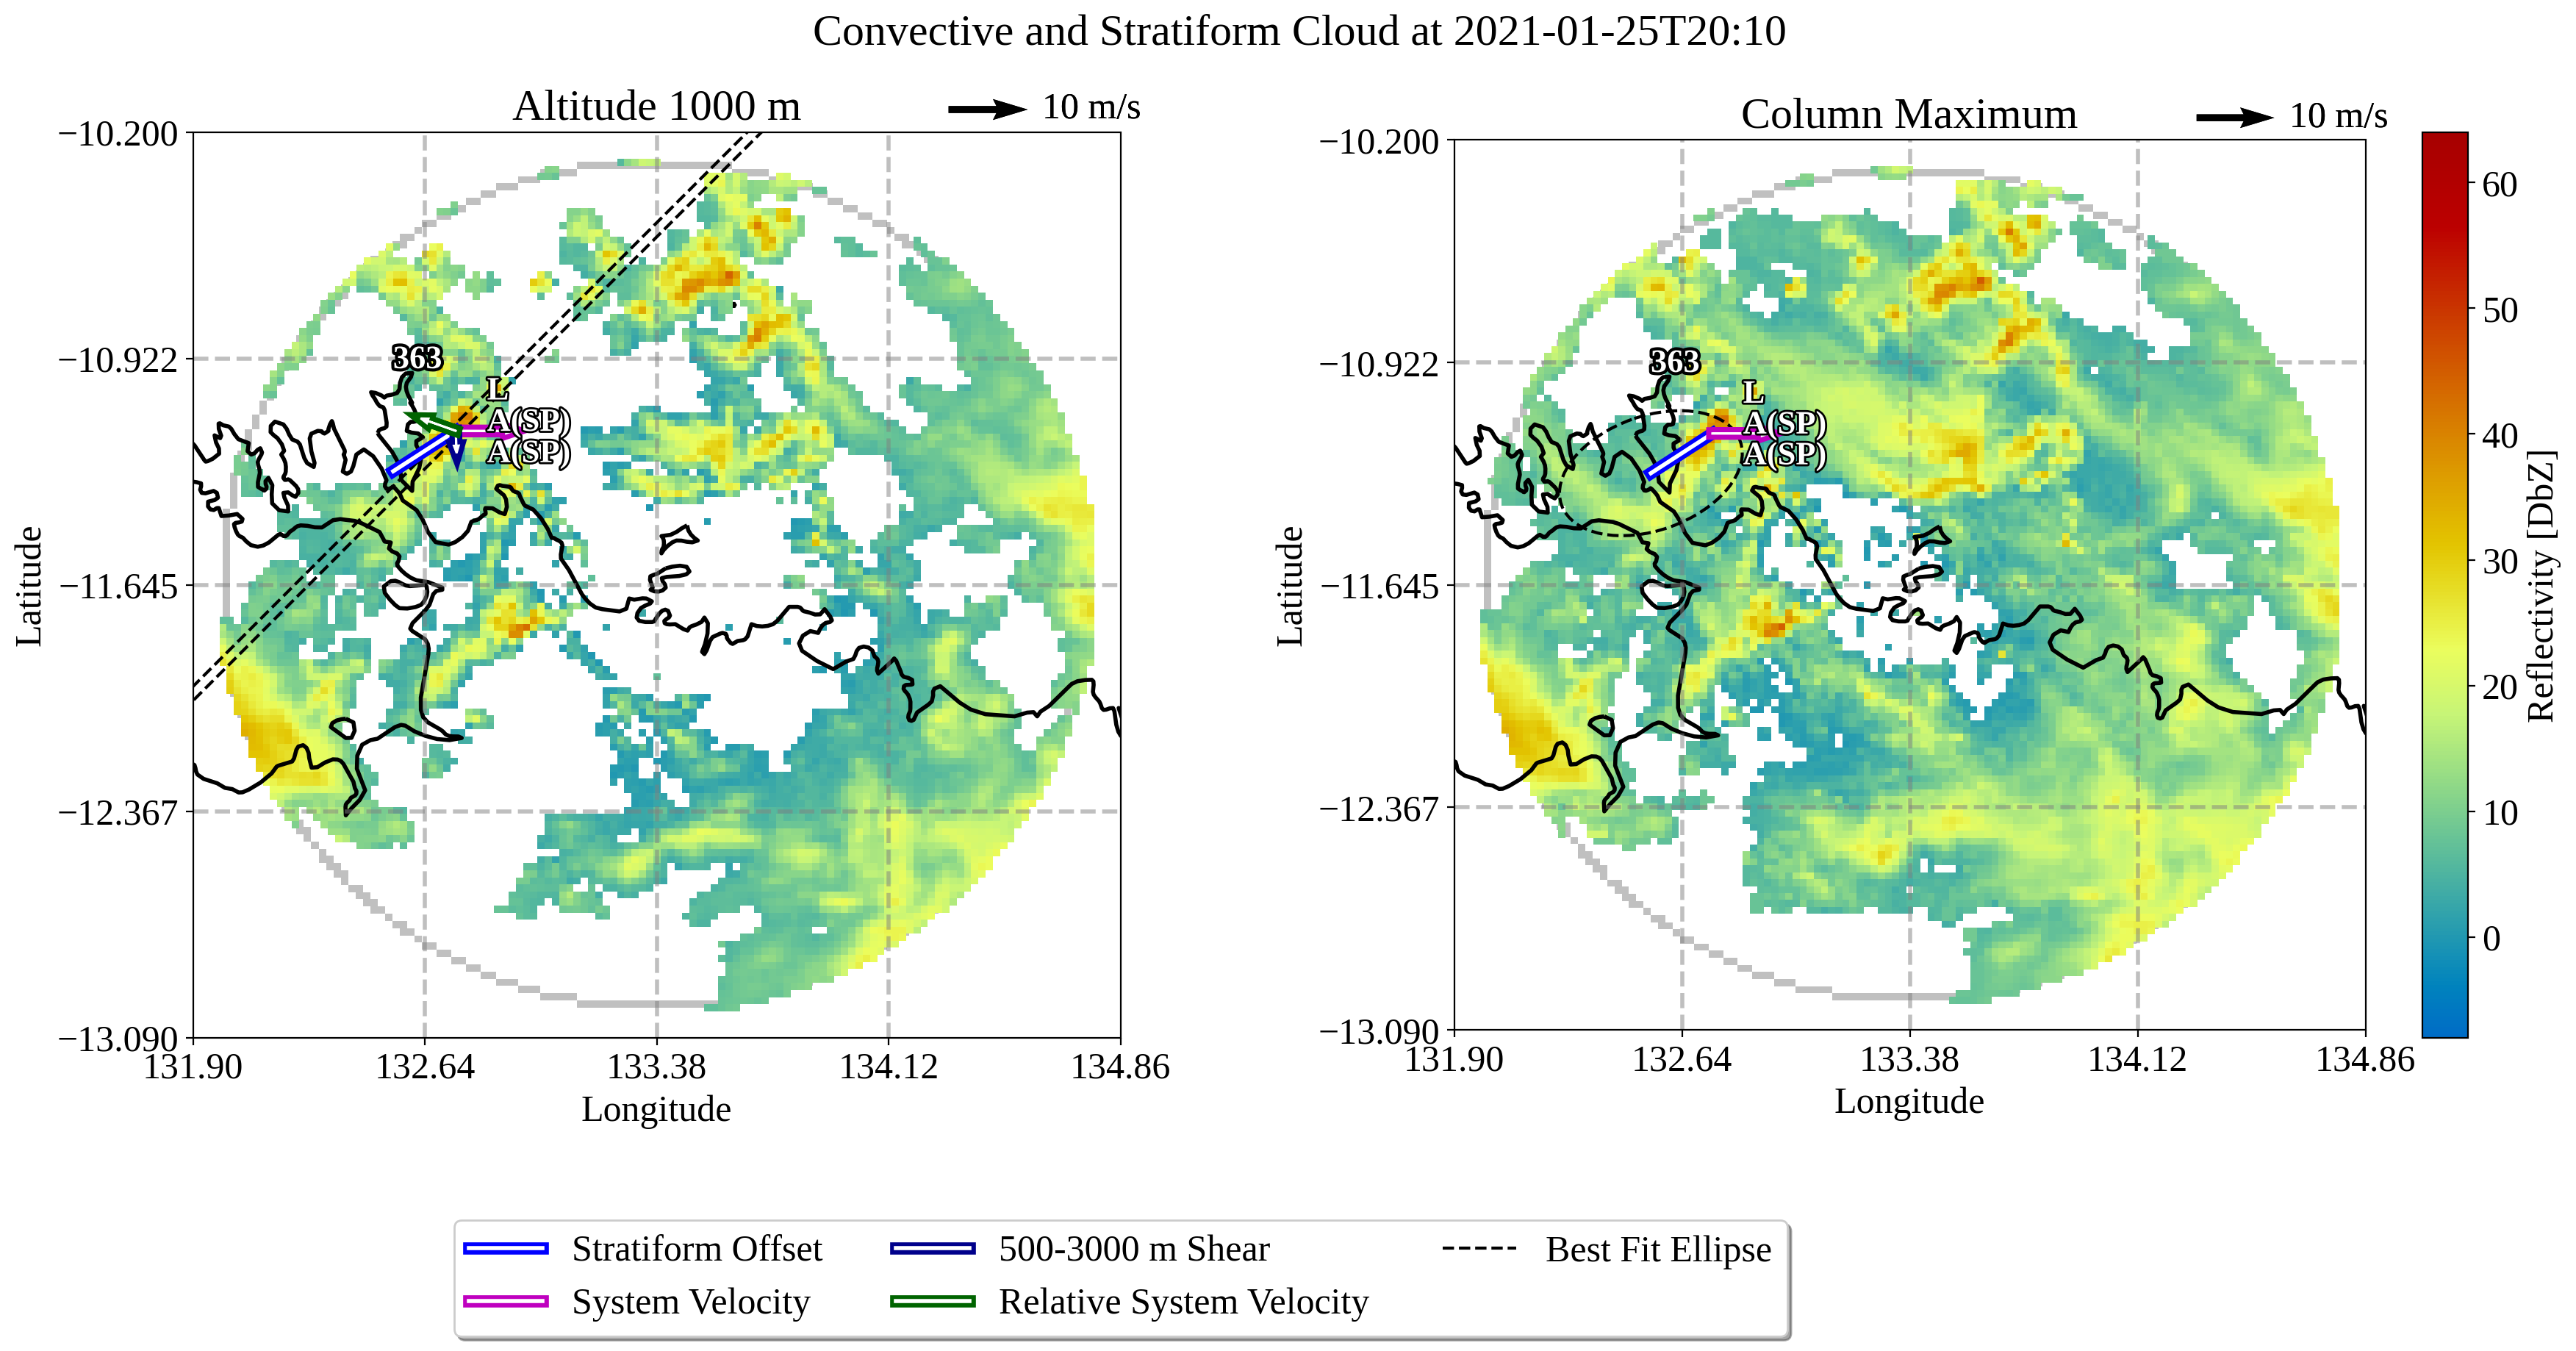 Convective and Stratiform Cloud at 2021-01-25T20:10
Altitude 1000 m
10 m/s
−10.200
−10.922
−11.645
−12.367
−13.090
Latitude
363
L
A(SP)
A(SP)
131.90
132.64
133.38
134.12
134.86
Longitude
Column Maximum
10 m/s
−10.200
−10.922
−11.645
−12.367
−13.090
Latitude
363
L
A(SP)
A(SP)
131.90
132.64
133.38
134.12
134.86
Longitude
60
50
40
30
20
10
0
Reflectivity [DbZ]
Stratiform Offset
System Velocity
500-3000 m Shear
Relative System Velocity
Best Fit Ellipse